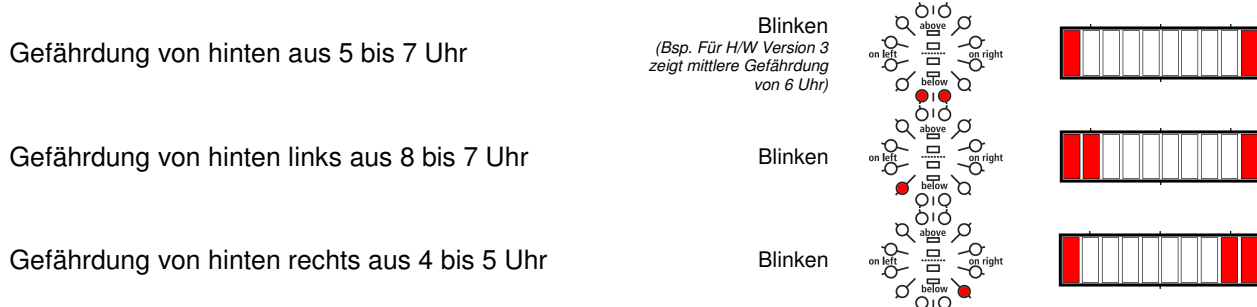 Gefährdung von hinten aus 5 bis 7 Uhr
Blinken
(Bsp. Für H/W Version 3
zeigt mittlere Gefährdung
von 6 Uhr)
above
on left
on right
below
Gefährdung von hinten links aus 8 bis 7 Uhr
Blinken
above
on left
on right
below
Gefährdung von hinten rechts aus 4 bis 5 Uhr
Blinken
above
on left
on right
below